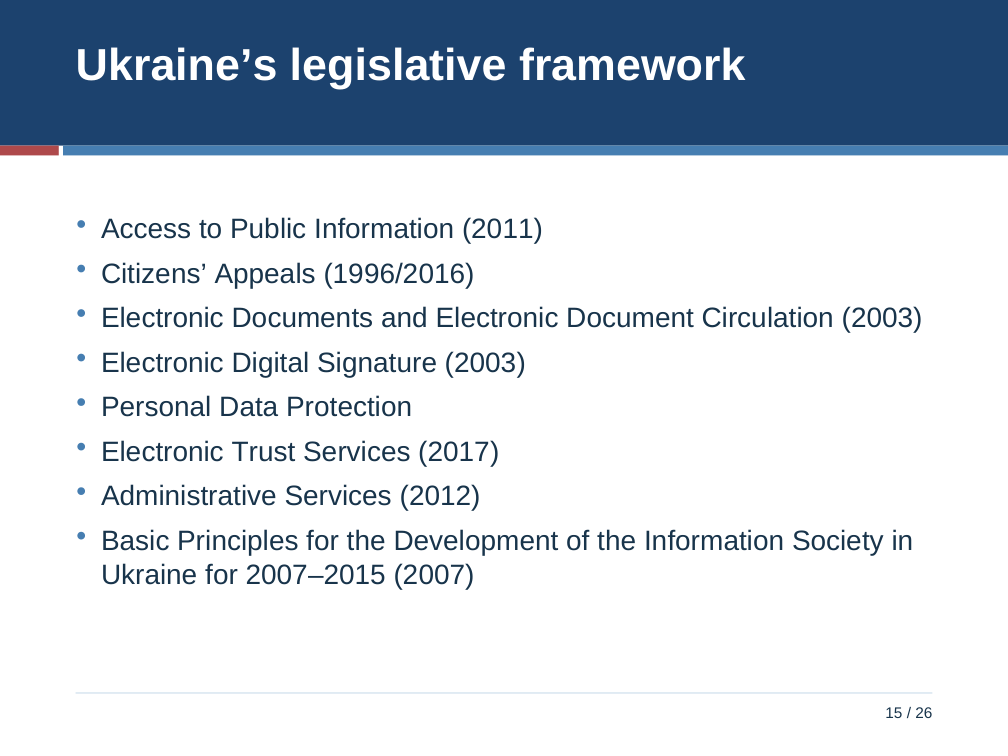 Ukraine’s legislative framework
• Access to Public Information (2011)
• Citizens’ Appeals (1996/2016)
• Electronic Documents and Electronic Document Circulation (2003)
• Electronic Digital Signature (2003)
• Personal Data Protection
• Electronic Trust Services (2017)
• Administrative Services (2012)
• Basic Principles for the Development of the Information Society in
Ukraine for 2007–2015 (2007)
15 / 26